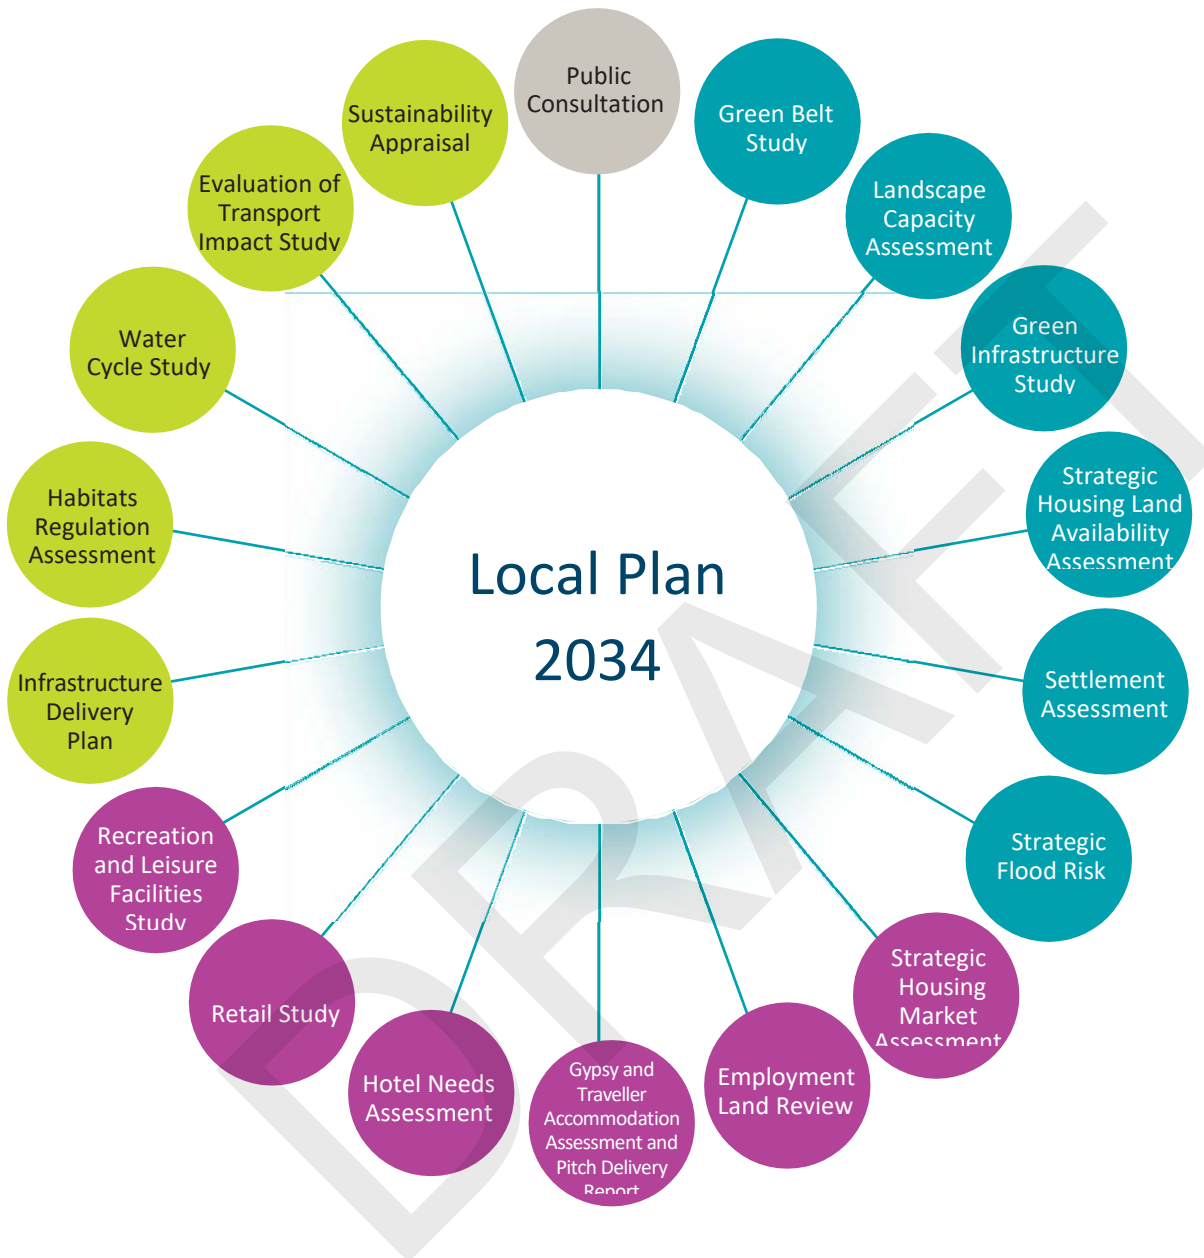 Public
Consultation
Green Belt
Study
Landscape
Capacity
Assessment
Green
Infrastructure
Study
Strategic
Housing Land
Availability
Assessment
Settlement
Assessment
Strategic
Flood Risk
Strategic
Housing
Market
Assessment
Employment
Land Review
Gypsy and
Traveller
Accommodation
Assessment and
Pitch Delivery
Report
Hotel Needs
Assessment
Retail Study
Recreation
and Leisure
Facilities
Study
Infrastructure
Delivery
Plan
Habitats
Regulation
Assessment
Water
Cycle Study
Evaluation of
Transport
Impact Study
Sustainability
Appraisal
Local Plan
2034
DRAFT